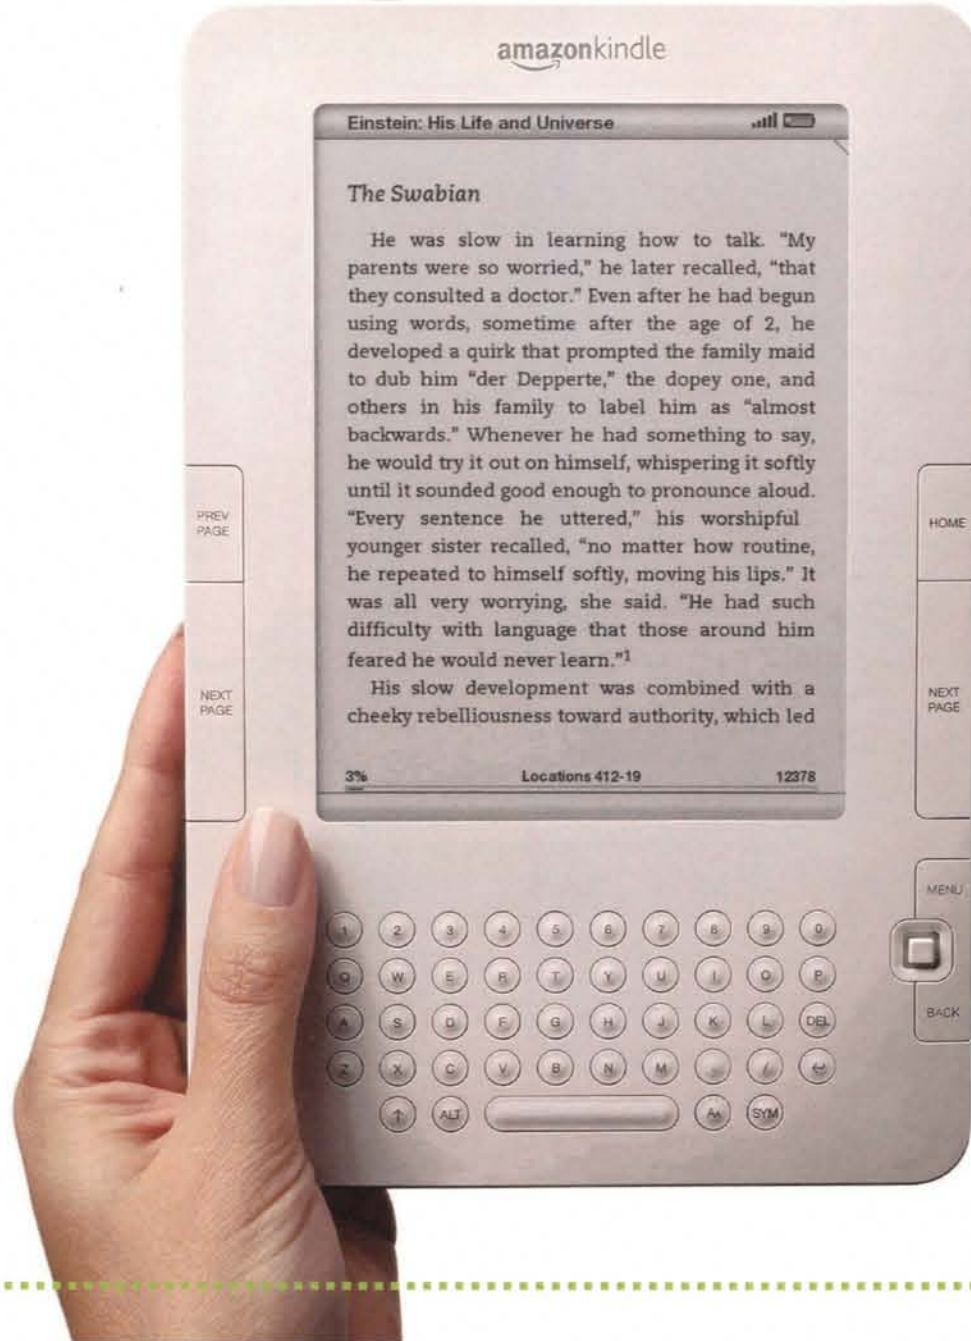 amazonkindle
Einstein: His Life and Universe
The Swabian
He was slow in learning how to talk. "My
parents were so worried," he later recalled, "that
they consulted a doctor." Even after he had begun
using words, sometime after the age of 2, he
developed a quirk that prompted the family maid
to dub him "der Depperte," the dopey one, and
others in his family to label him as "almost
backwards." Whenever he had something to say,
he would try it out on himself, whispering it softly
until it sounded good enough to pronounce aloud.
"Every sentence he uttered," his worshipful
younger sister recalled, "no matter how routine,
he repeated to himself softly, moving his lips." It
was all very worrying, she said. "He had such
difficulty with language that those around him
feared he would never learn."1
His slow development was combined with a
cheeky rebelliousness toward authority, which led
3% Locations 412-19 12378
PREV
PAGE
NEXT
PAGE
HOME
NEXT
PAGE
MENU
BACK
1 2 3 4 5 6 7 8 9 0
Q W E R T Y U I O P
A S D F G H J K L DEL
Z X C V B N M . /
ALT Aa SYM